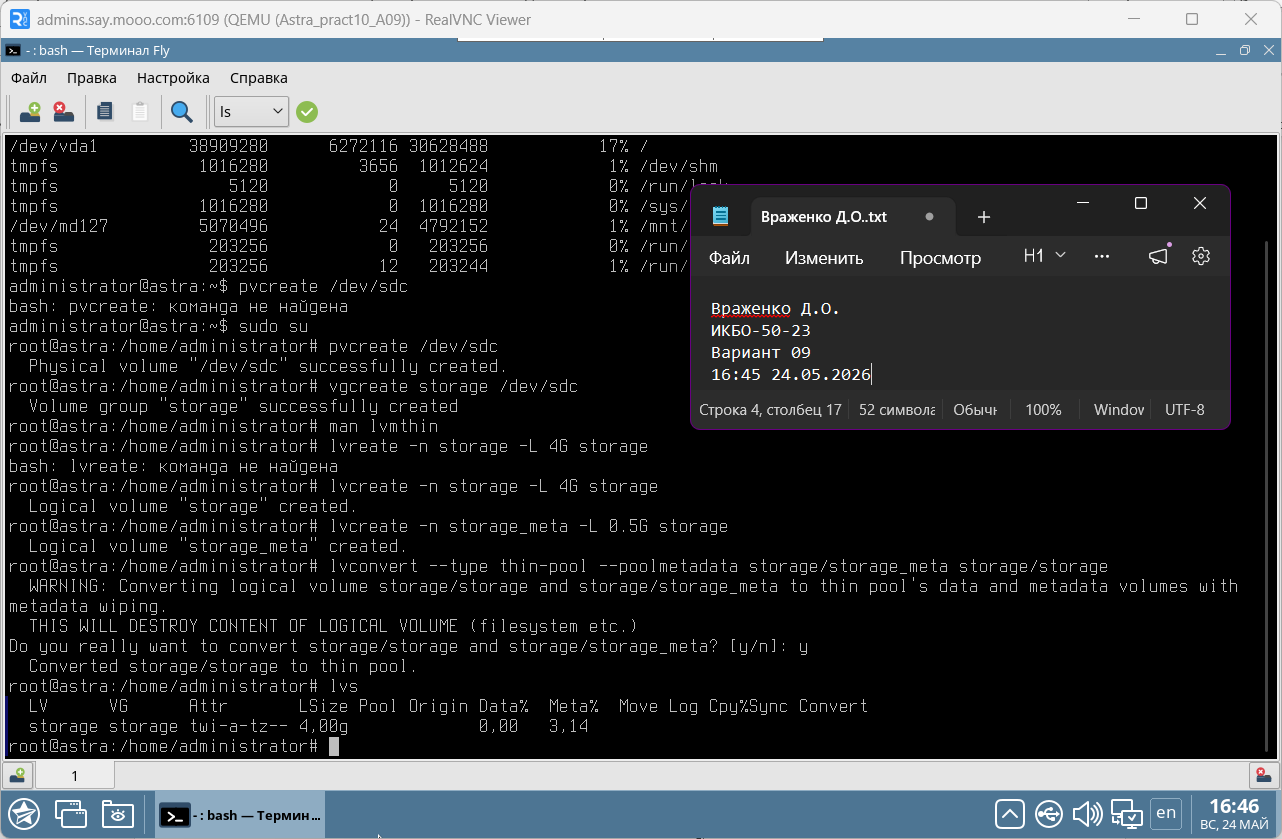 admins.say.mooo.com:6109 (QEMU (Astra_pract10_A09)) - RealVNC Viewer
- : bash — Терминал Fly
Файл Правка Настройка Справка
ls
/dev/vda1 38909280 6272116 30628488 17% /
tmpfs 1016280 3656 1012624 1% /dev/shm
tmpfs 5120 0 5120 0% /run/lock
tmpfs 1016280 0 1016280 0% /sys/
/dev/md127 5070496 24 4792152 1% /mnt/
tmpfs 203256 0 203256 0% /run/
tmpfs 203256 12 203244 1% /run/
administrator@astra:~$ pvcreate /dev/sdc
bash: pvcreate: команда не найдена
administrator@astra:~$ sudo su
root@astra:/home/administrator# pvcreate /dev/sdc
Physical volume "/dev/sdc" successfully created.
root@astra:/home/administrator# vgcreate storage /dev/sdc
Volume group "storage" successfully created
root@astra:/home/administrator# man lvmthin
root@astra:/home/administrator# lvreate -n storage -L 4G storage
bash: lvreate: команда не найдена
root@astra:/home/administrator# lvcreate -n storage -L 4G storage
Logical volume "storage" created.
root@astra:/home/administrator# lvcreate -n storage_meta -L 0.5G storage
Logical volume "storage_meta" created.
root@astra:/home/administrator# lvconvert --type thin-pool --poolmetadata storage/storage_meta storage/storage
WARNING: Converting logical volume storage/storage and storage/storage_meta to thin pool's data and metadata volumes with
metadata wiping.
THIS WILL DESTROY CONTENT OF LOGICAL VOLUME (filesystem etc.)
Do you really want to convert storage/storage and storage/storage_meta? [y/n]: y
Converted storage/storage to thin pool.
root@astra:/home/administrator# lvs
LV VG Attr LSize Pool Origin Data% Meta% Move Log Cpy%Sync Convert
storage storage twi-a-tz-- 4,00g 0,00 3,14
root@astra:/home/administrator#
Враженко Д.О..txt
Файл Изменить Просмотр H1
Враженко Д.О.
ИКБО-50-23
Вариант 09
16:45 24.05.2026
Строка 4, столбец 17 52 символа Обычн 100% Window UTF-8
1
- : bash — Термин...
en
16:46
ВС, 24 МАЙ